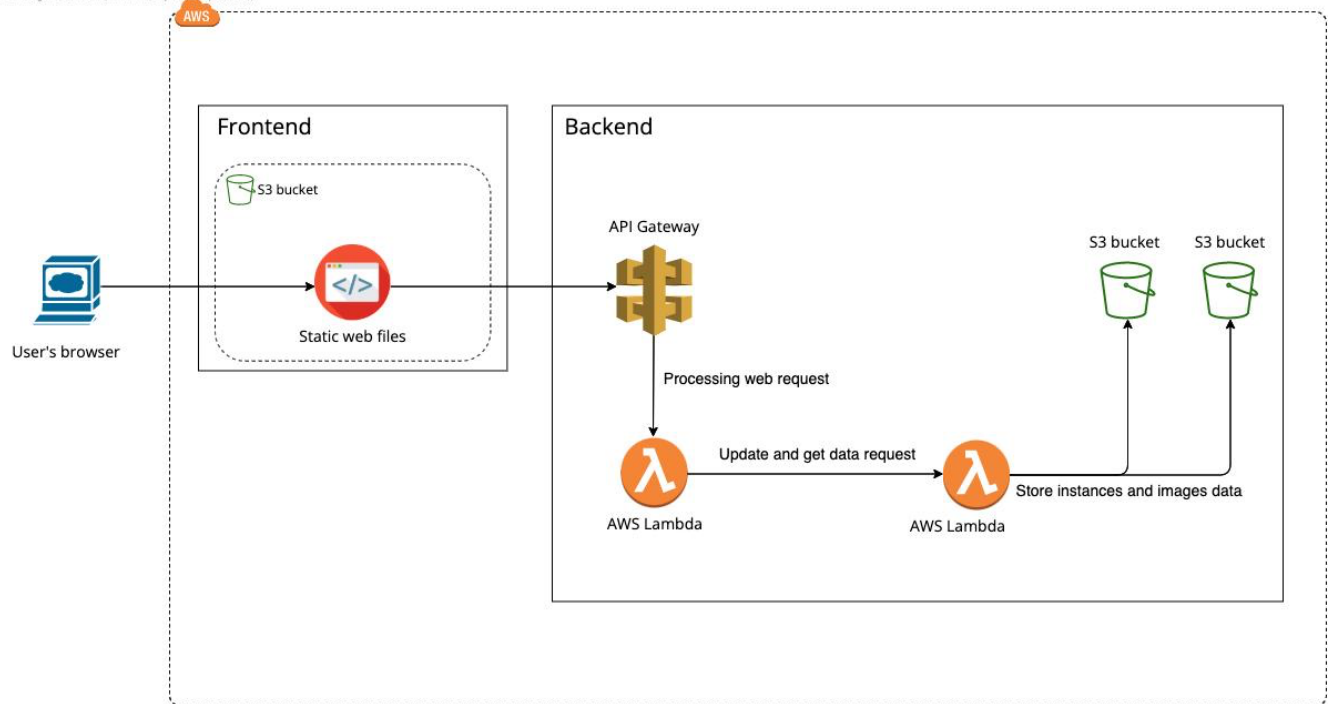 AWS
Frontend
Backend
S3 bucket
API Gateway
S3 bucket
S3 bucket
Static web files
User's browser
Processing web request
Update and get data request
Store instances and images data
AWS Lambda
AWS Lambda